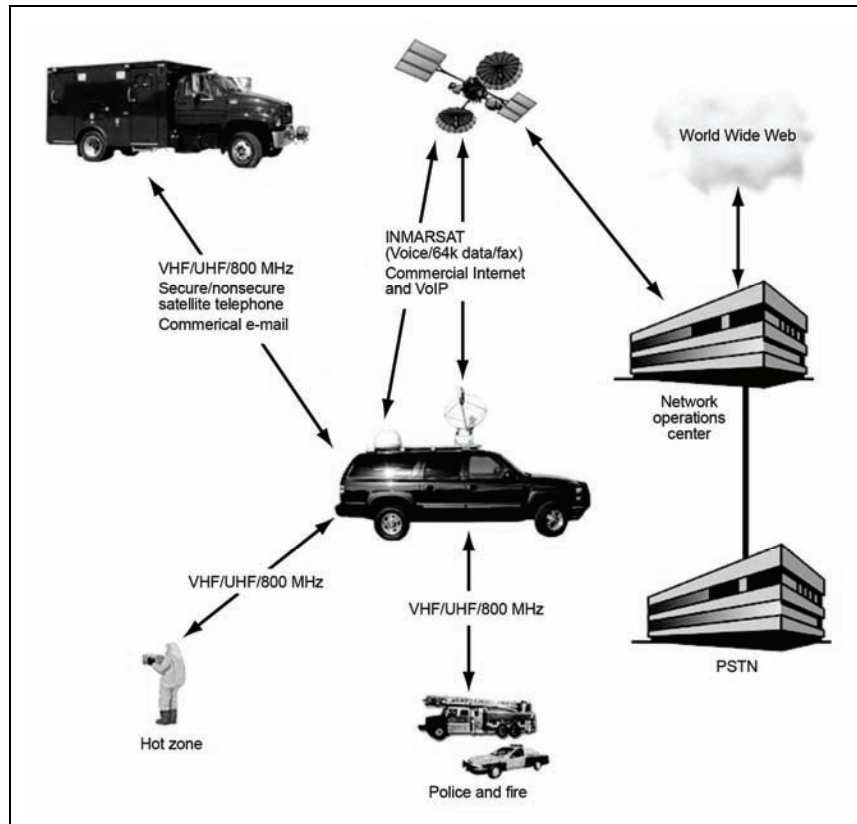 World Wide Web
INMARSAT
(Voice/64k data/fax)
Commercial Internet
and VoIP
VHF/UHF/800 MHz
Secure/nonsecure
satellite telephone
Commerical e-mail
Network
operations
center
VHF/UHF/800 MHz
VHF/UHF/800 MHz
PSTN
Hot zone
Police and fire